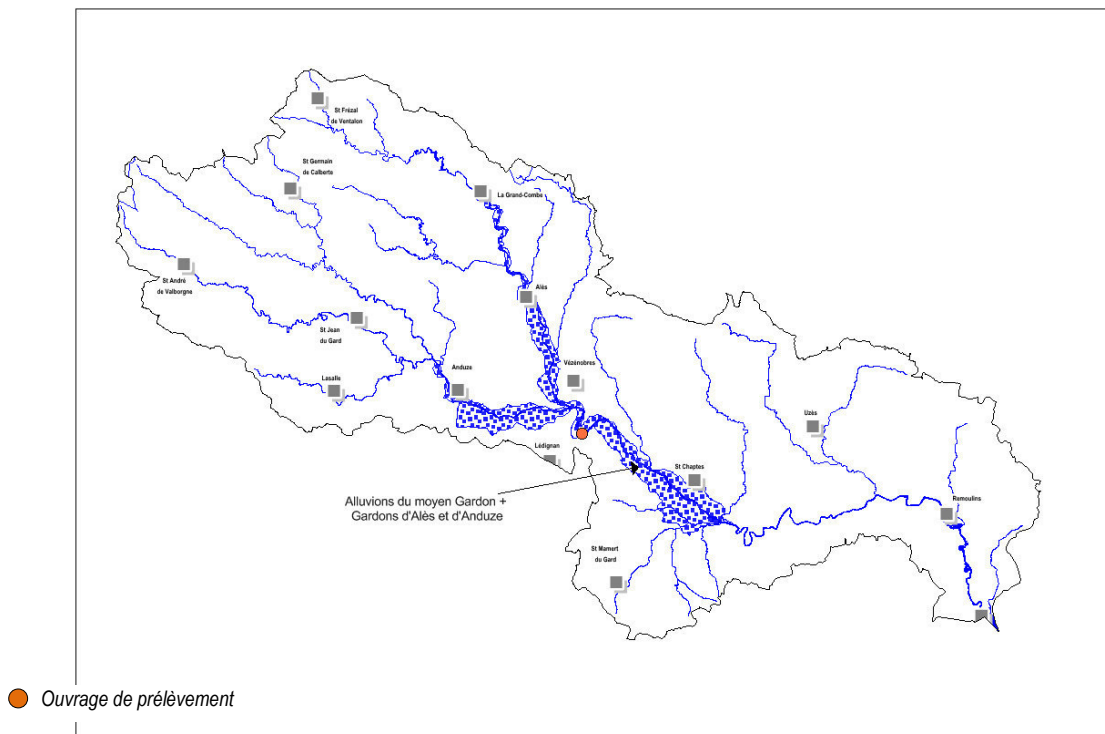 St Frézal
de Ventalon
St Germain
de Calberte
La Grand-Combe
St André
de Valborgne
Alès
St Jean
du Gard
Anduze
Vézénobres
Lasalle
Uzès
Lédignan
St Chaptes
Alluvions du moyen Gardon +
Gardons d'Alès et d'Anduze
Remoulins
St Mamert
du Gard
Ouvrage de prélèvement